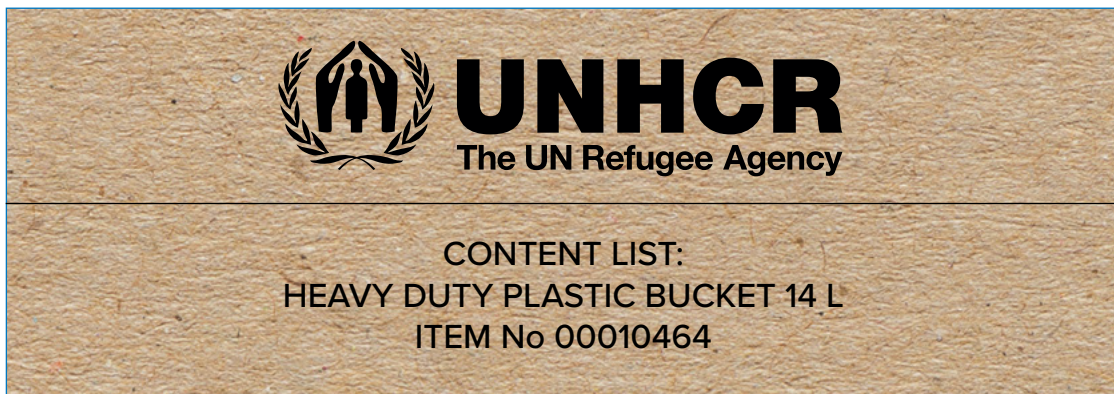 UNHCR
The UN Refugee Agency
CONTENT LIST:
HEAVY DUTY PLASTIC BUCKET 14 L
ITEM No 00010464